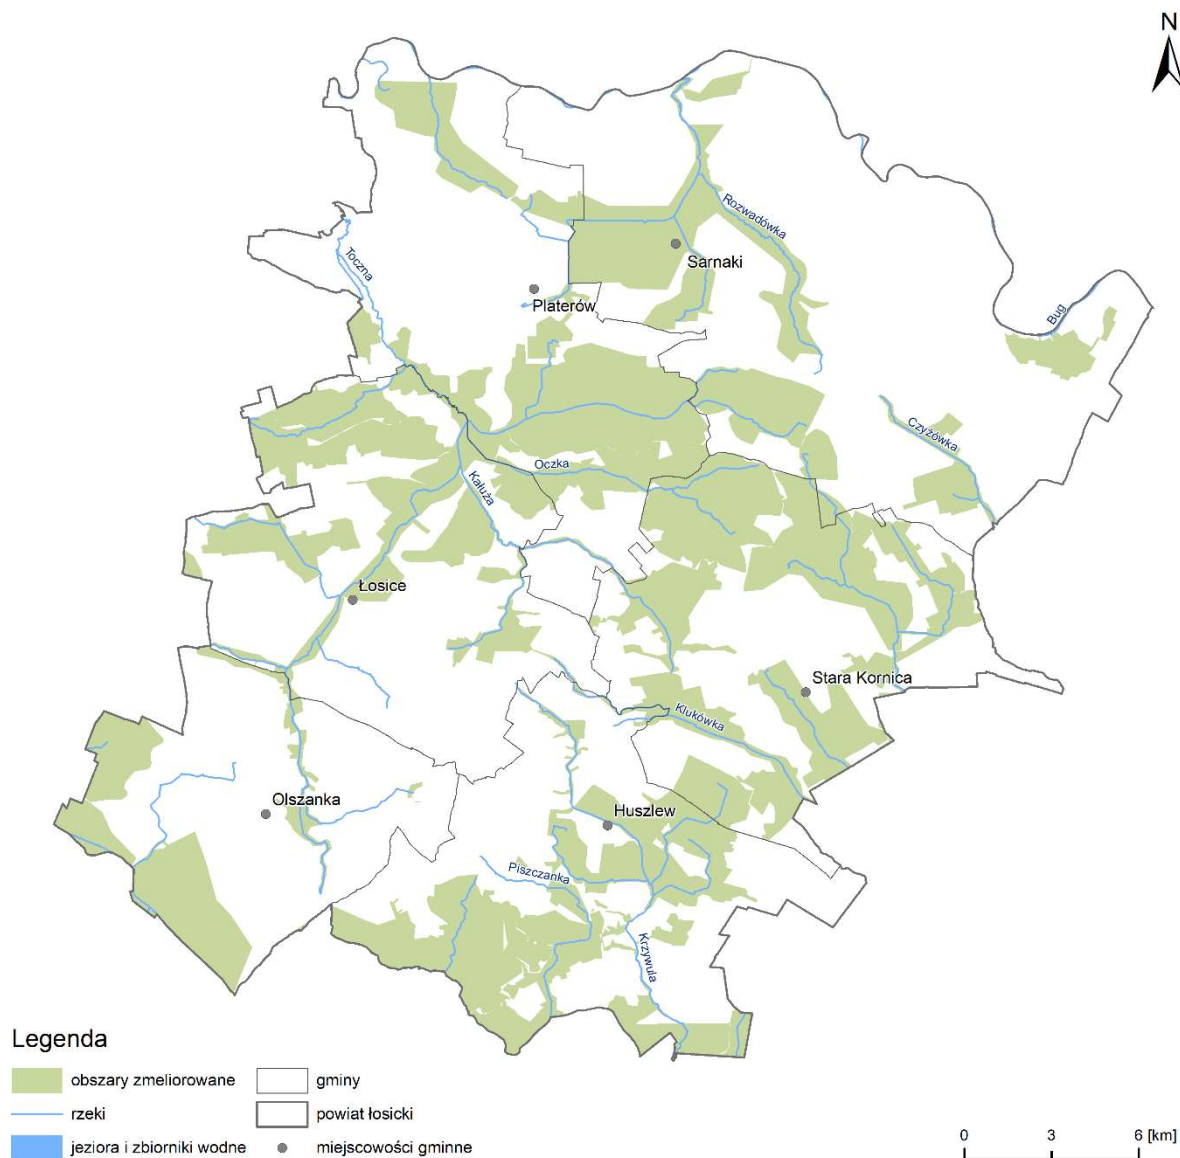 N
Rozwadówka
Sarnaki
Toczna
Platerów
Bug
Czyżówka
Oczka
Kałuża
Łosice
Stara Kornica
Klukówka
Olszanka
Huszlew
Piszczanka
Krzywula
Legenda
obszary zmeliorowane
gminy
rzeki
powiat łosicki
jeziora i zbiorniki wodne
miejscowości gminne
0 3 6 [km]